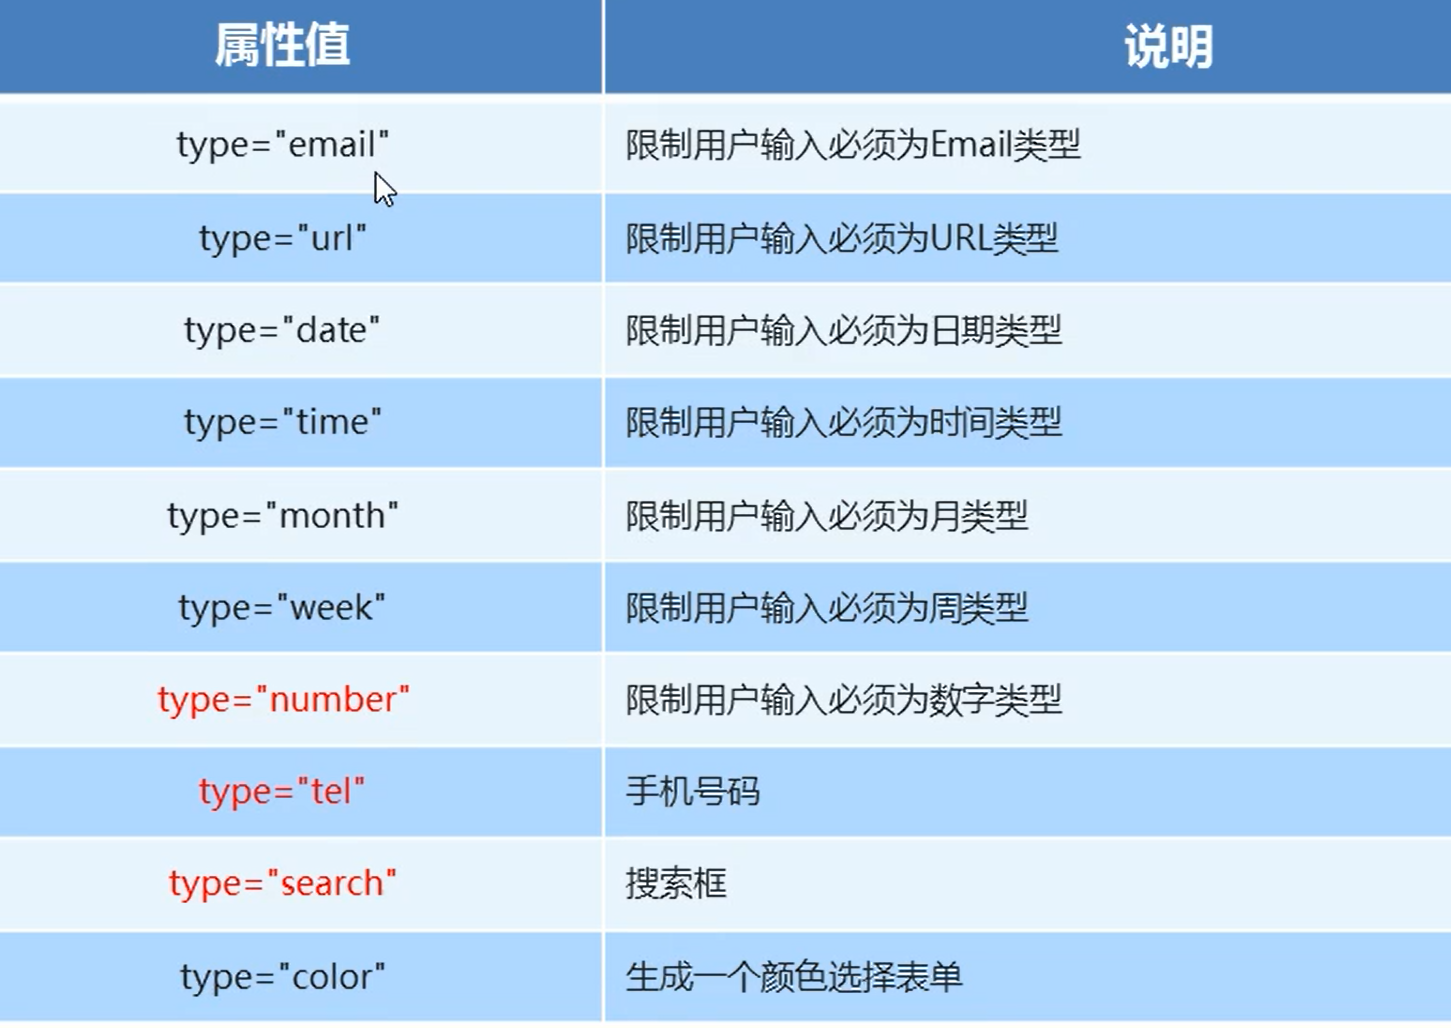 属性值 说明
type="email" 限制用户输入必须为Email类型
type="url" 限制用户输入必须为URL类型
type="date" 限制用户输入必须为日期类型
type="time" 限制用户输入必须为时间类型
type="month" 限制用户输入必须为月类型
type="week" 限制用户输入必须为周类型
type="number" 限制用户输入必须为数字类型
type="tel" 手机号码
type="search" 搜索框
type="color" 生成一个颜色选择表单